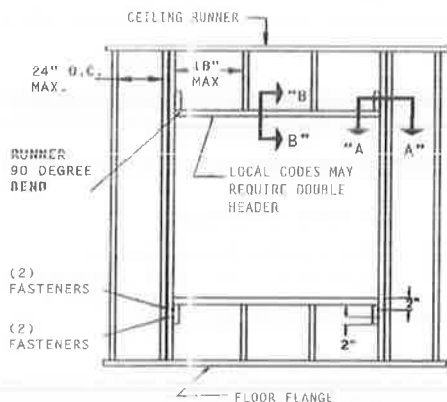 CEILING RUNNER
24" O.C.
MAX.
18"
MAX
"B
B"
"A
A"
RUNNER
90 DEGREE
BEND
LOCAL CODES MAY
REQUIRE DOUBLE
HEADER
(2)
FASTENERS
(2)
FASTENERS
2"
2"
FLOOR FLANGE